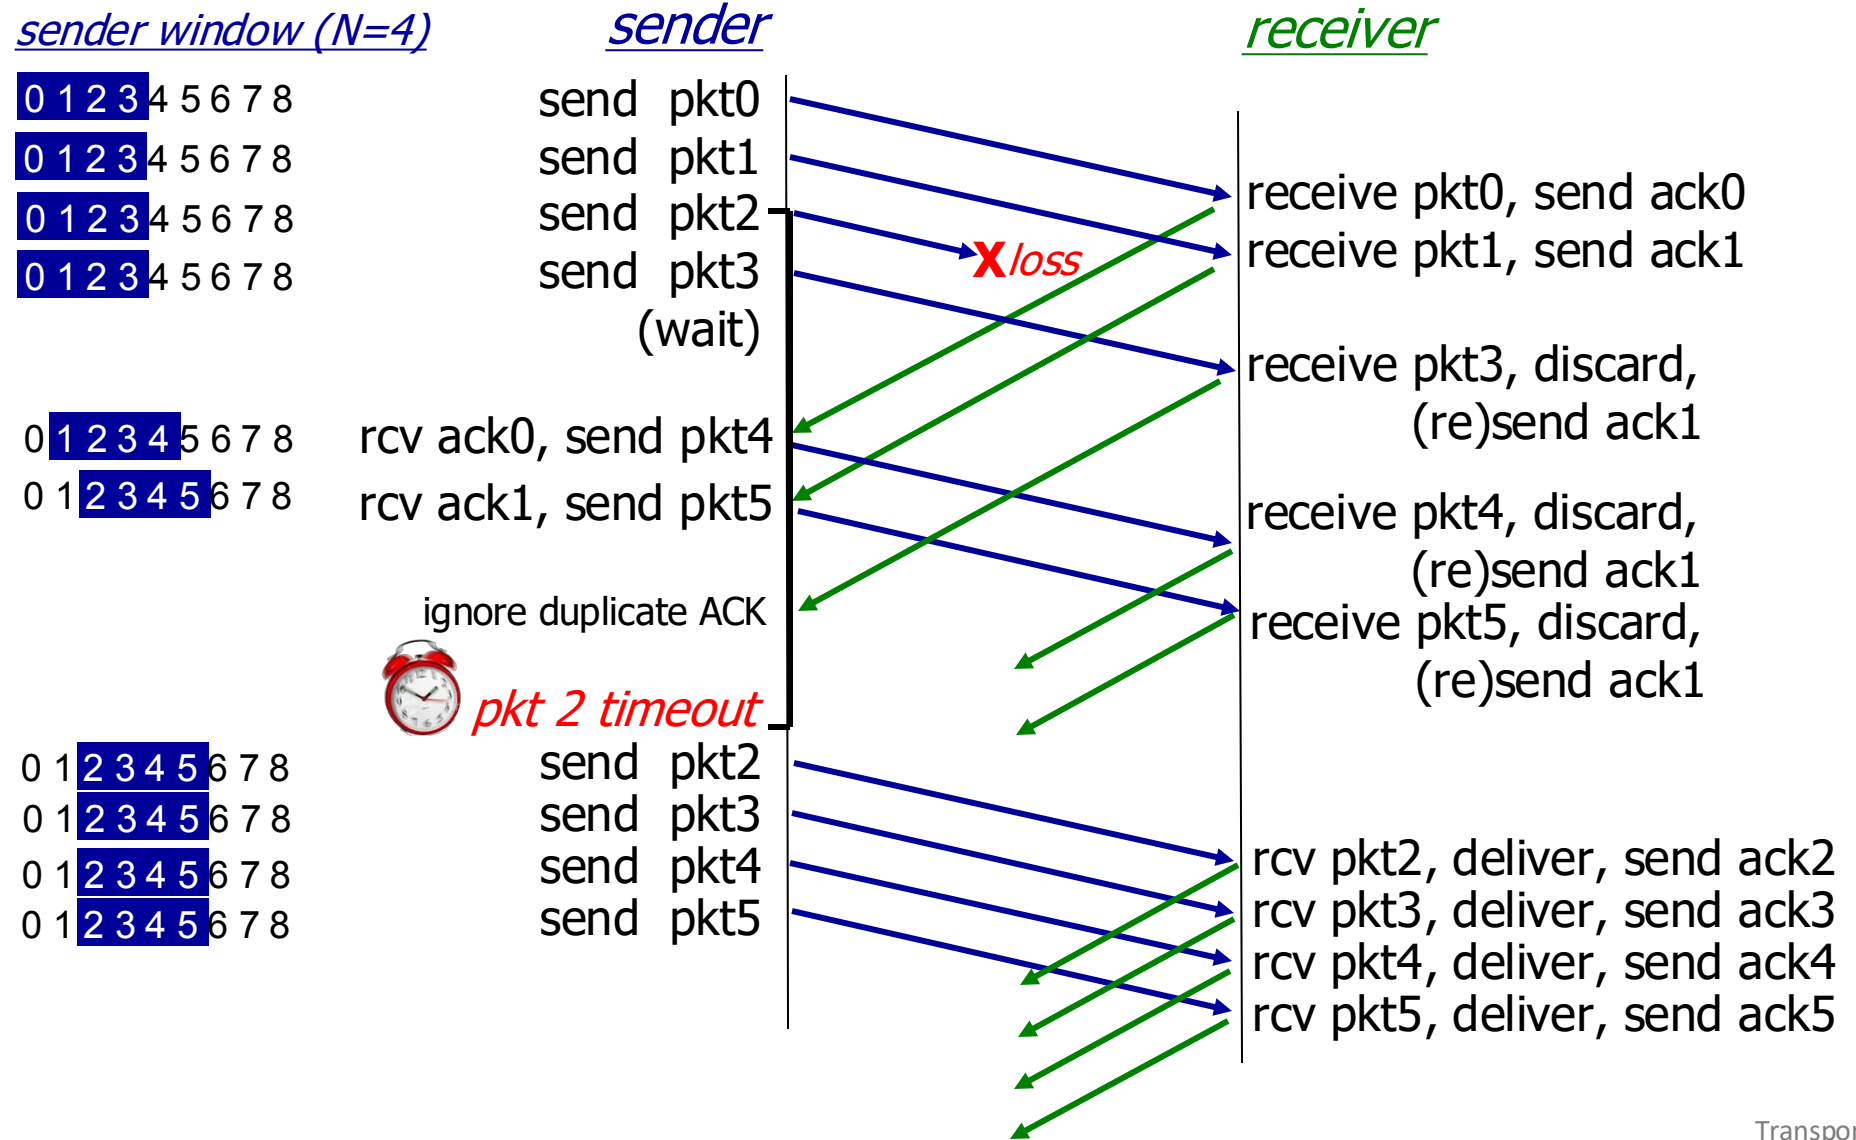 sender window (N=4) sender receiver
0 1 2 3 4 5 6 7 8 send pkt0
0 1 2 3 4 5 6 7 8 send pkt1
receive pkt0, send ack0
0 1 2 3 4 5 6 7 8 send pkt2
receive pkt1, send ack1
X loss
0 1 2 3 4 5 6 7 8 send pkt3
(wait)
receive pkt3, discard,
(re)send ack1
0 1 2 3 4 5 6 7 8 rcv ack0, send pkt4
0 1 2 3 4 5 6 7 8 rcv ack1, send pkt5
receive pkt4, discard,
(re)send ack1
ignore duplicate ACK
receive pkt5, discard,
(re)send ack1
pkt 2 timeout
0 1 2 3 4 5 6 7 8 send pkt2
0 1 2 3 4 5 6 7 8 send pkt3
0 1 2 3 4 5 6 7 8 send pkt4
0 1 2 3 4 5 6 7 8 send pkt5
rcv pkt2, deliver, send ack2
rcv pkt3, deliver, send ack3
rcv pkt4, deliver, send ack4
rcv pkt5, deliver, send ack5